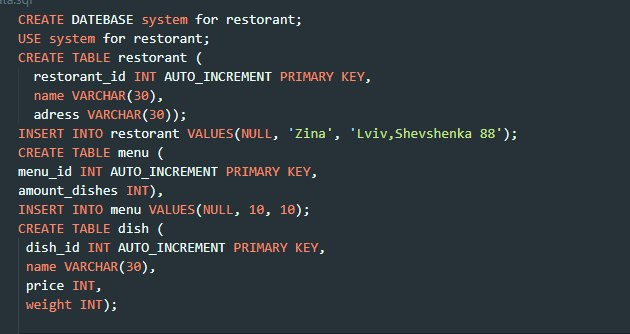 CREATE DATEBASE system for restorant;
USE system for restorant;
CREATE TABLE restorant (
restorant_id INT AUTO_INCREMENT PRIMARY KEY,
name VARCHAR(30),
adress VARCHAR(30));
INSERT INTO restorant VALUES(NULL, 'Zina', 'Lviv,Shevshenka 88');
CREATE TABLE menu (
menu_id INT AUTO_INCREMENT PRIMARY KEY,
amount_dishes INT),
INSERT INTO menu VALUES(NULL, 10, 10);
CREATE TABLE dish (
dish_id INT AUTO_INCREMENT PRIMARY KEY,
name VARCHAR(30),
price INT,
weight INT);